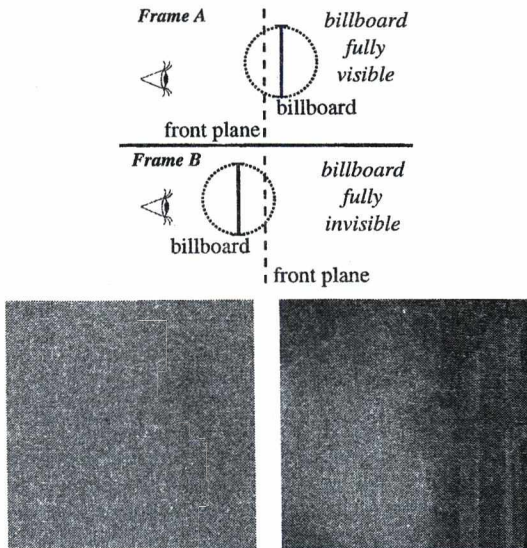 Frame A
billboard
fully
visible
billboard
front plane
Frame B
billboard
fully
invisible
billboard
front plane